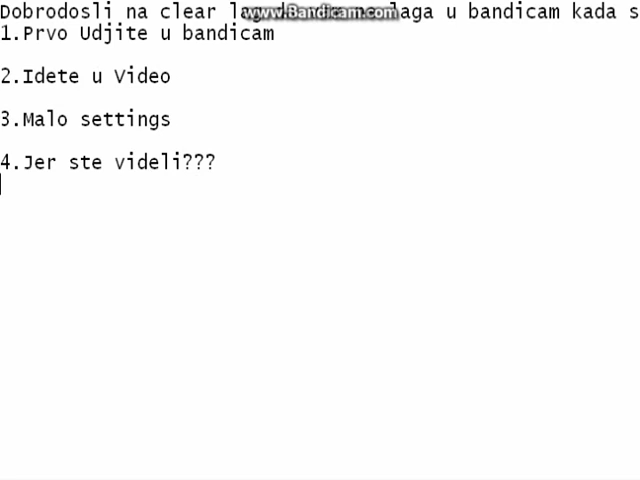 Dobrodosli na clear laga u bandicam kada s
www.Bandicam.com
1.Prvo Udjite u bandicam
2.Idete u Video
3.Malo settings
4.Jer ste videli???